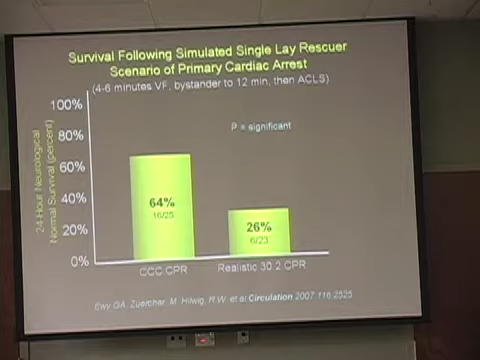 Survival Following Simulated Single Lay Rescuer
Scenario of Primary Cardiac Arrest
(4-6 minutes VF, bystander to 12 min, then ACLS)
24-Hour Neurological
Normal Survival (percent)
100%
80%
60%
40%
20%
0%
P = significant
64%
16/25
26%
6/23
CCC CPR
Realistic 30:2 CPR
Ewy GA, Zuercher, M. Hilwig, R.W. et al Circulation 2007;116:2525